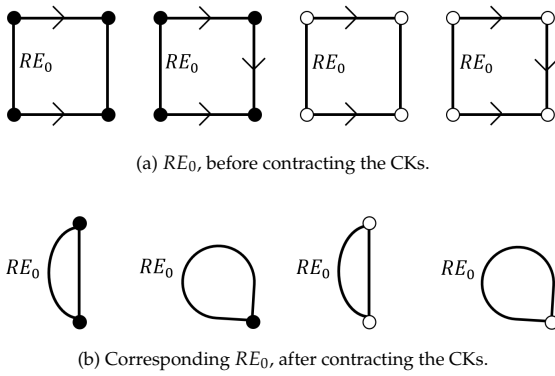 RE₀ RE₀ RE₀ RE₀
(a) RE₀, before contracting the CKs.
RE₀ RE₀ RE₀ RE₀
(b) Corresponding RE₀, after contracting the CKs.